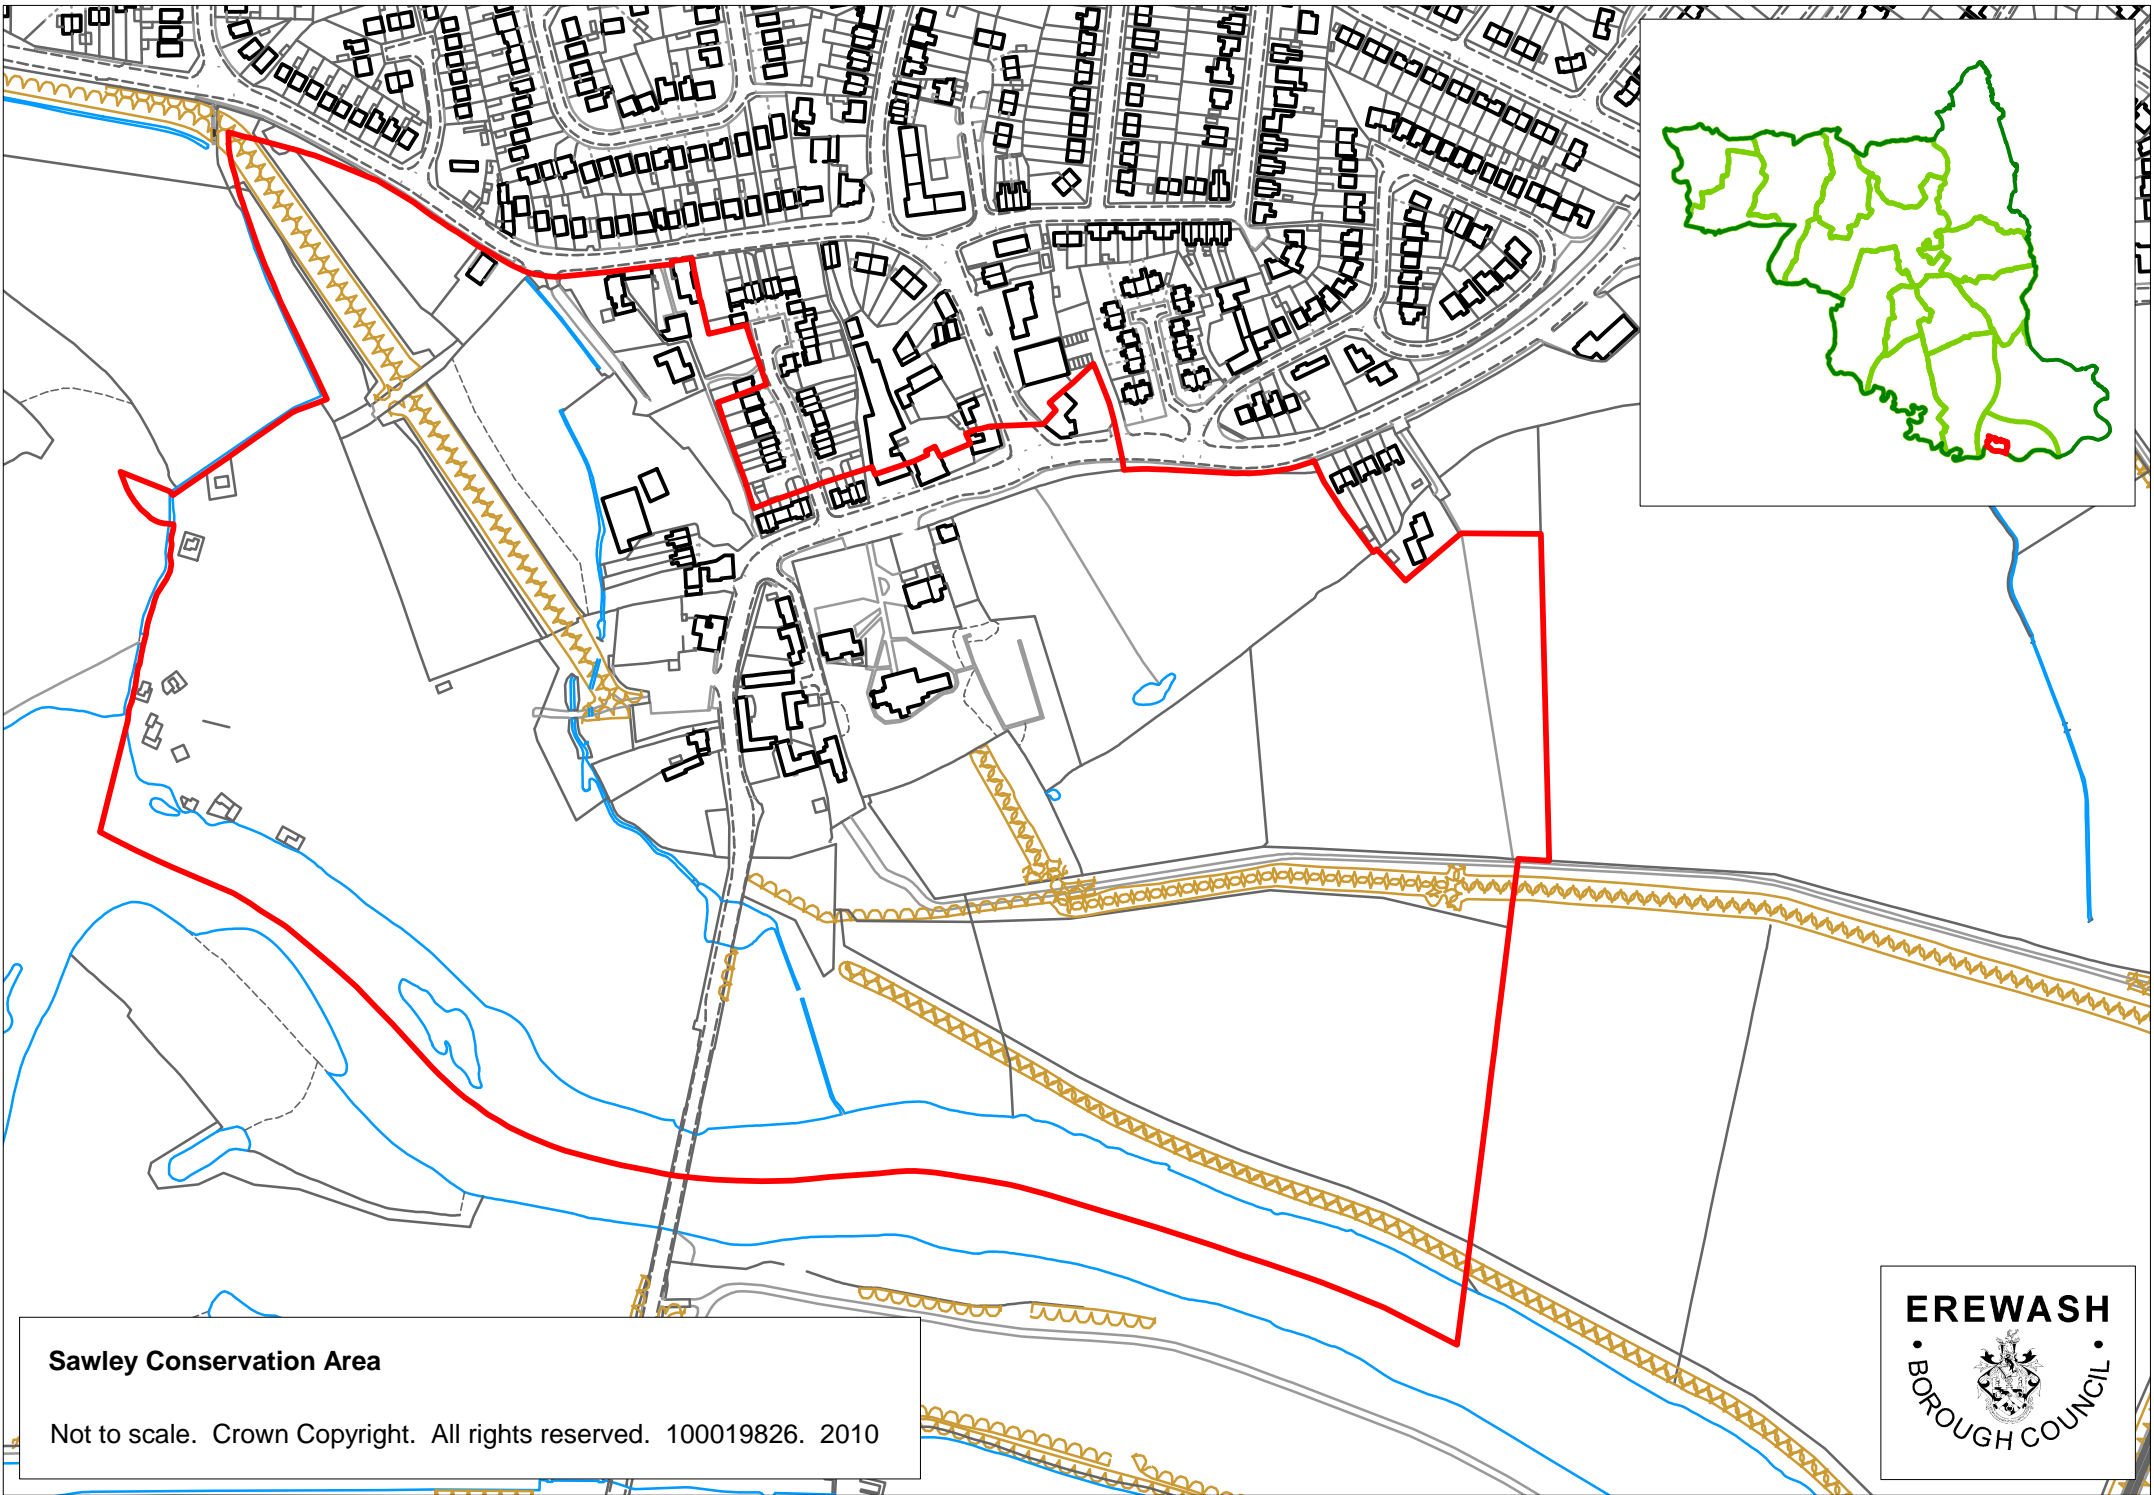 Sawley Conservation Area
Not to scale. Crown Copyright. All rights reserved. 100019826. 2010
EREWASH
• BOROUGH COUNCIL •